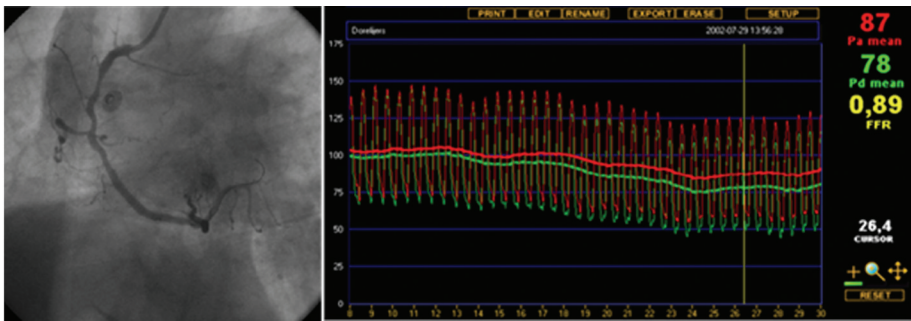 PRINT EDIT RENAME EXPORT ERASE SETUP
2002-07-29 13:56:28
175
150
125
100
75
50
25
0
8 9 10 11 12 13 14 15 16 17 18 19 20 21 22 23 24 25 26 27 28 29 30
87
Pa mean
78
Pd mean
0,89
FFR
26,4
CURSOR
RESET